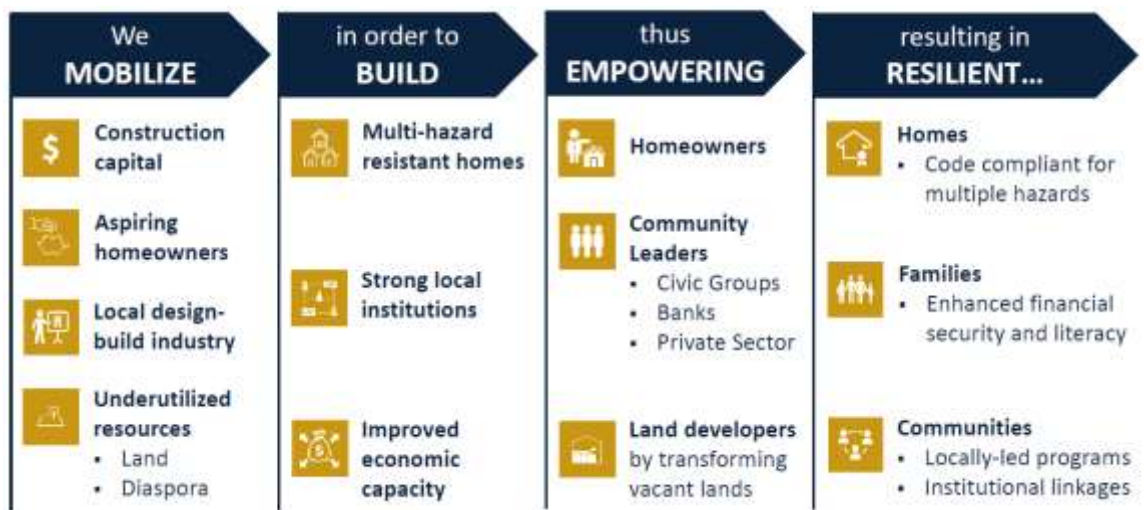 We
MOBILIZE
Construction
capital
Aspiring
homeowners
Local design-
build industry
Underutilized
resources
▪ Land
▪ Diaspora
in order to
BUILD
Multi-hazard
resistant homes
Strong local
institutions
Improved
economic
capacity
thus
EMPOWERING
Homeowners
Community
Leaders
▪ Civic Groups
▪ Banks
▪ Private Sector
Land developers
by transforming
vacant lands
resulting in
RESILIENT...
Homes
▪ Code compliant for
multiple hazards
Families
▪ Enhanced financial
security and literacy
Communities
▪ Locally-led programs
▪ Institutional linkages